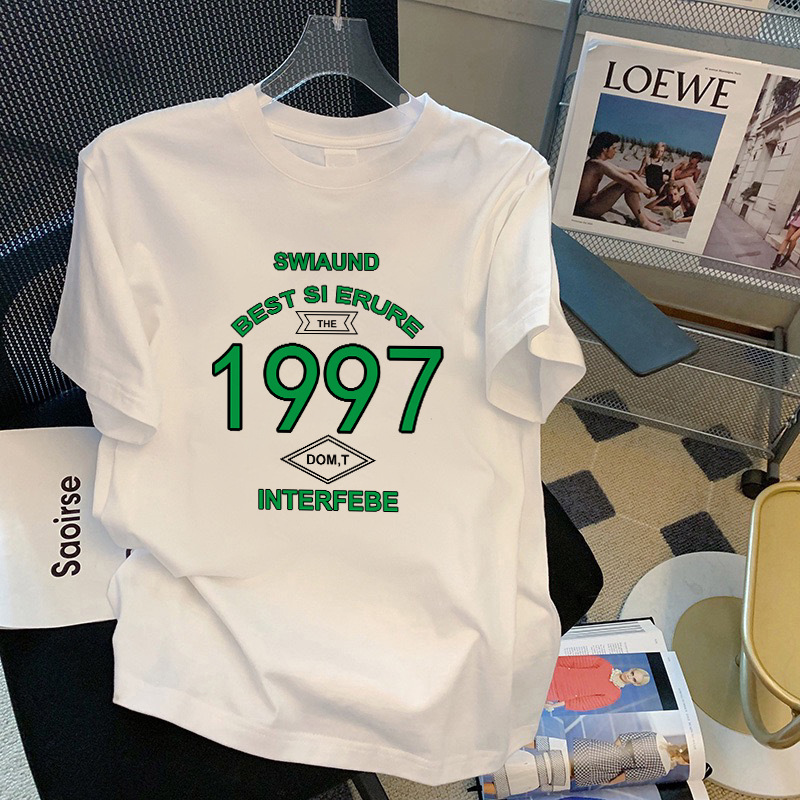 SWIAUND
BEST SI ERURE
THE
1997
DOM,T
INTERFEBE
LOEWE
Saoirse